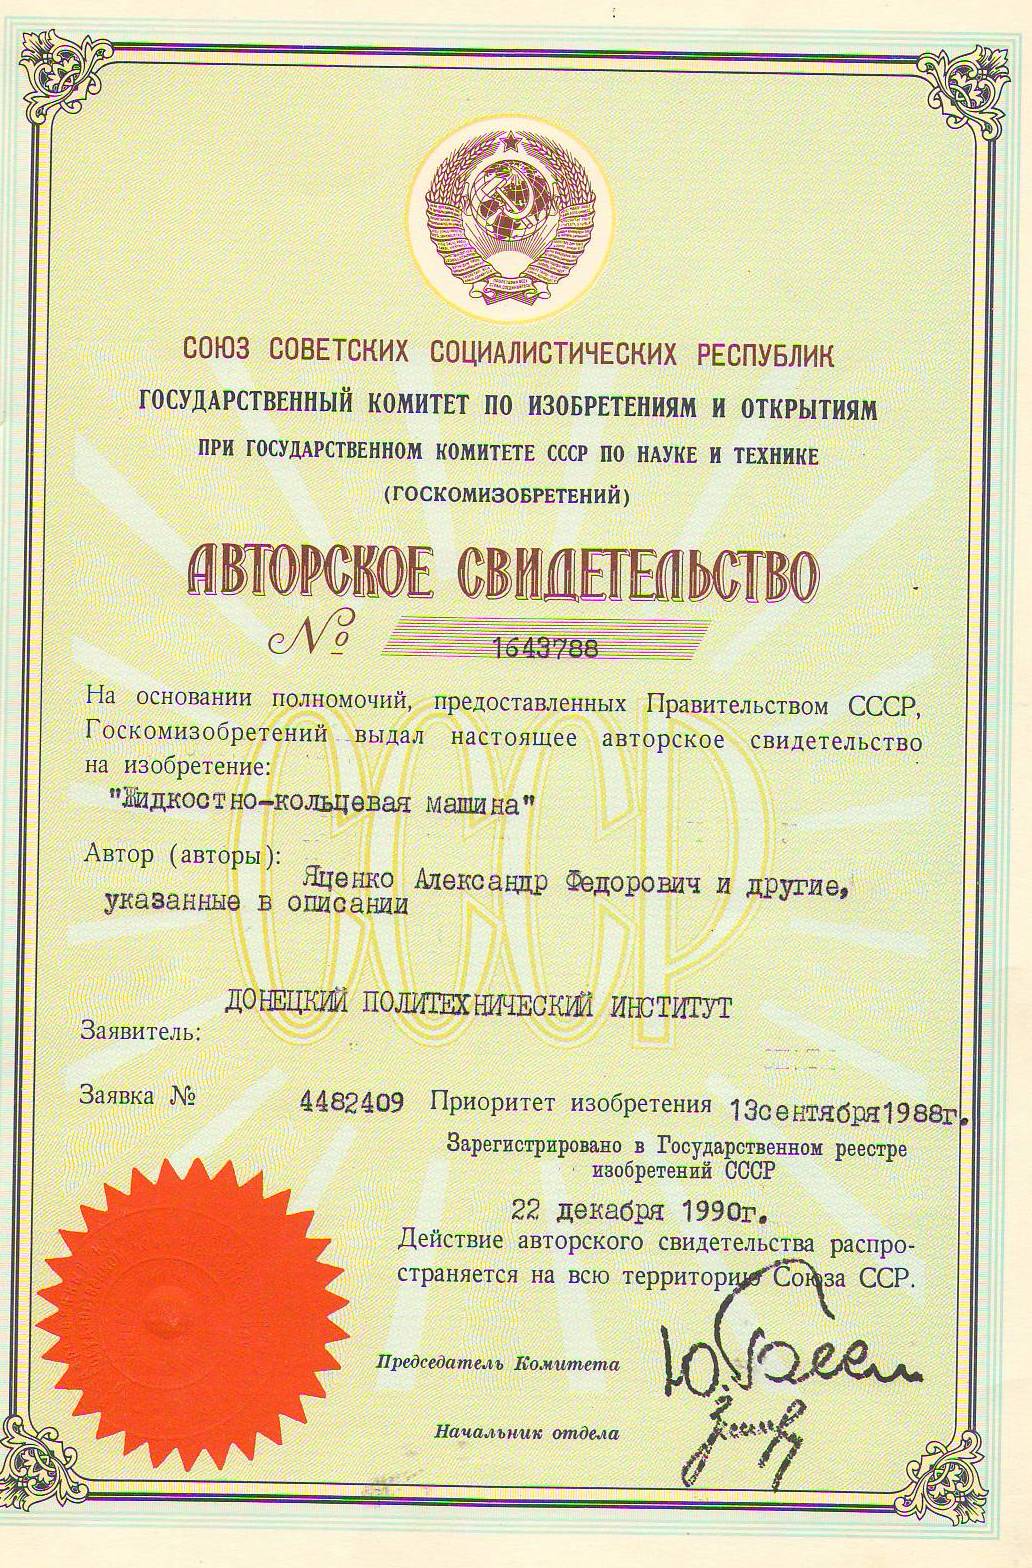 СОЮЗ СОВЕТСКИХ СОЦИАЛИСТИЧЕСКИХ РЕСПУБЛИК
ГОСУДАРСТВЕННЫЙ КОМИТЕТ ПО ИЗОБРЕТЕНИЯМ И ОТКРЫТИЯМ
ПРИ ГОСУДАРСТВЕННОМ КОМИТЕТЕ СССР ПО НАУКЕ И ТЕХНИКЕ
(ГОСКОМИЗОБРЕТЕНИЙ)
АВТОРСКОЕ СВИДЕТЕЛЬСТВО
№ 1643788
На основании полномочий, предоставленных Правительством СССР,
Госкомизобретений выдал настоящее авторское свидетельство
на изобретение:
"Жидкостно-кольцевая машина"
Автор (авторы):
Яценко Александр Федорович и другие,
указанные в описании
СССР
ДОНЕЦКИЙ ПОЛИТЕХНИЧЕСКИЙ ИНСТИТУТ
Заявитель:
Заявка № 4482409 Приоритет изобретения 13сентября1988г.
Зарегистрировано в Государственном реестре
изобретений СССР
22 декабря 1990г.
Действие авторского свидетельства распро-
страняется на всю территорию Союза ССР.
Председатель Комитета
Начальник отдела